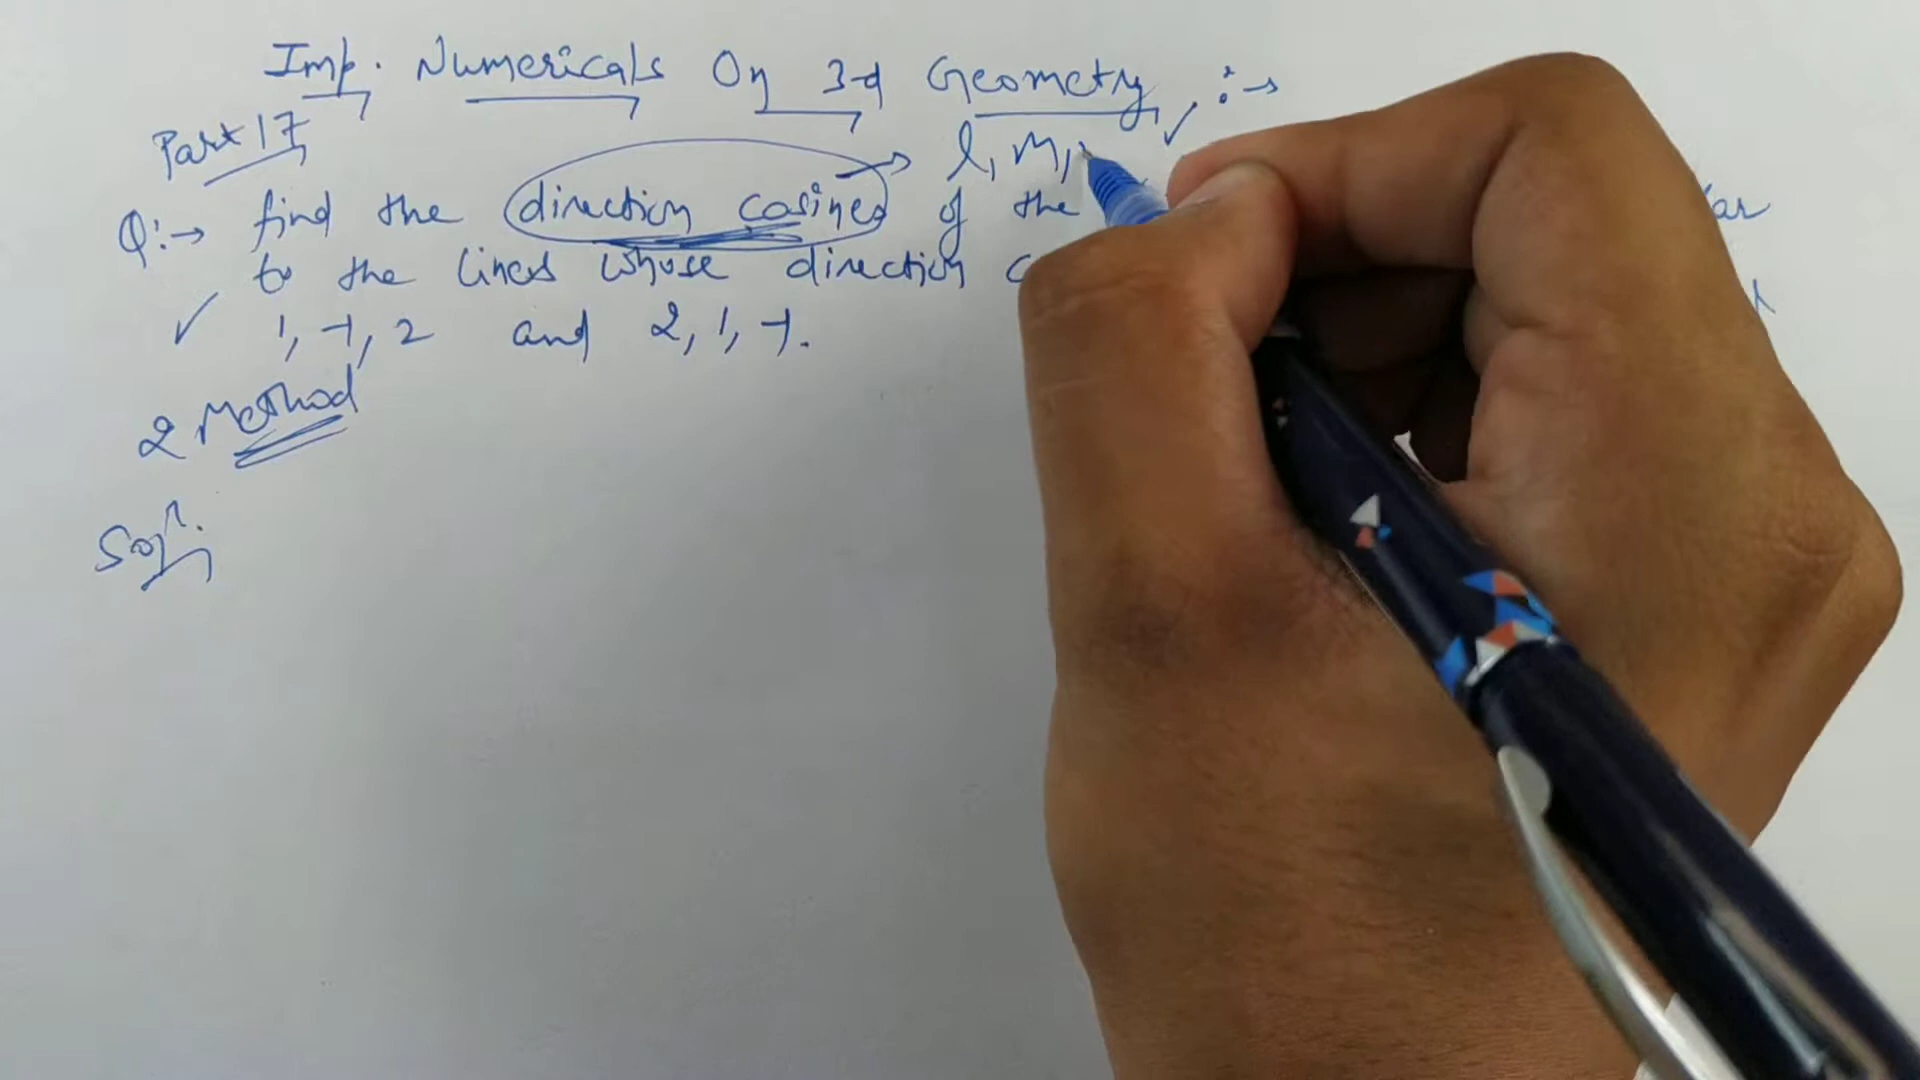 Imp. Numericals On 3-d Geometry :→
Part 17
l, m,
Q:→ find the direction cosines of the
to the lines whose direction
1, -1, 2 and 2, 1, -1.
2 Method
Soln.